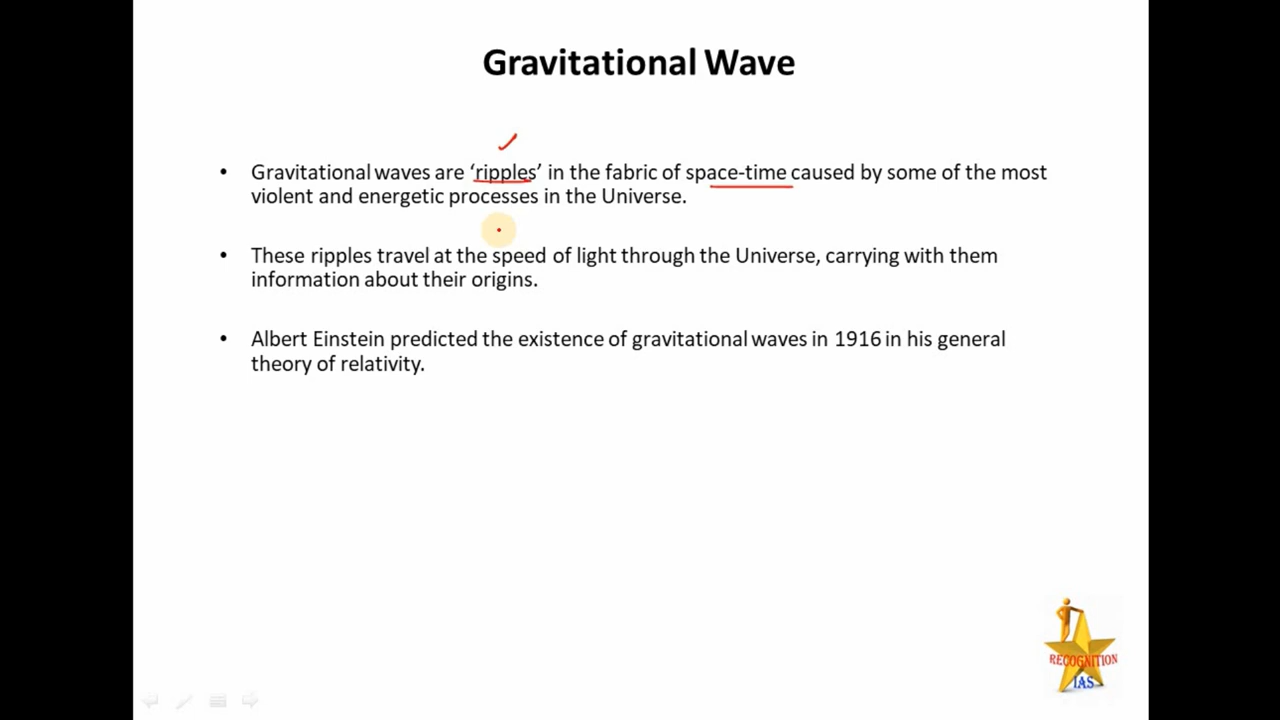 Gravitational Wave
• Gravitational waves are ‘ripples’ in the fabric of space-time caused by some of the most
violent and energetic processes in the Universe.
• These ripples travel at the speed of light through the Universe, carrying with them
information about their origins.
• Albert Einstein predicted the existence of gravitational waves in 1916 in his general
theory of relativity.
RECOGNITION
IAS